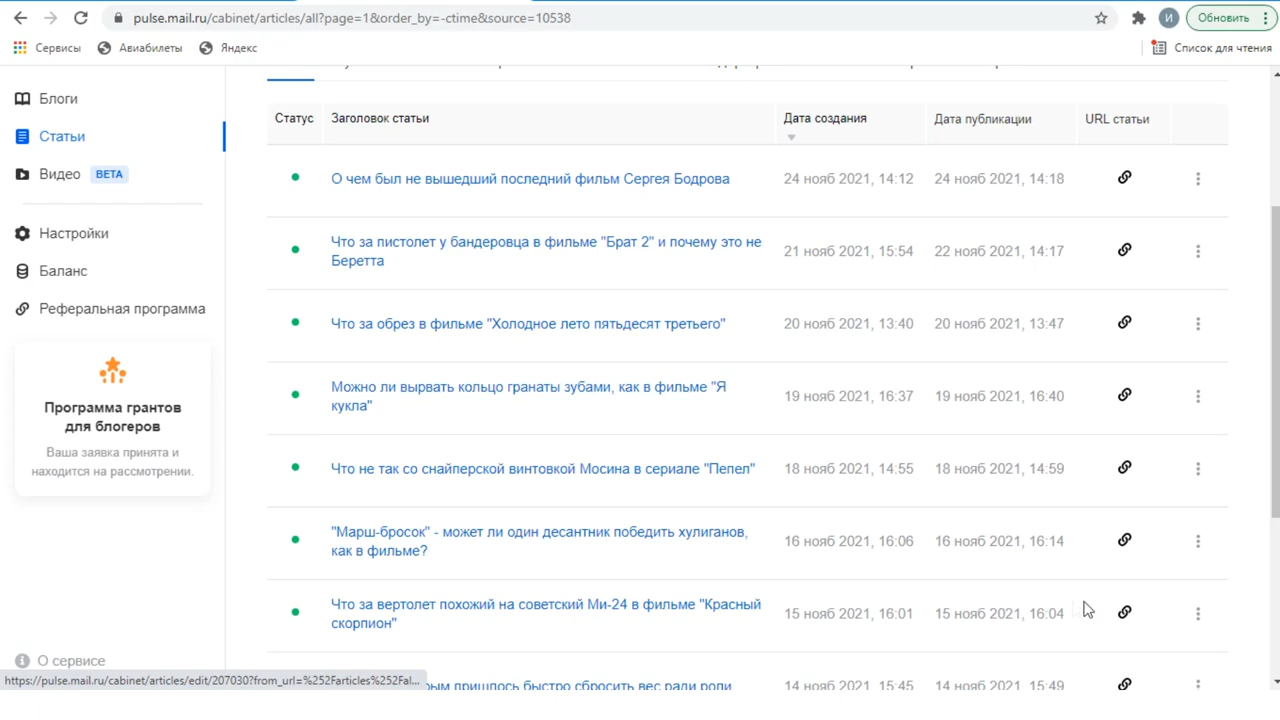 pulse.mail.ru/cabinet/articles/all?page=1&order_by=-ctime&source=10538
И
Обновить
Сервисы
Авиабилеты
Яндекс
Список для чтения
Блоги
Статьи
Видео BETA
Настройки
Баланс
Реферальная программа
Программа грантов
для блогеров
Ваша заявка принята и
находится на рассмотрении.
О сервисе
https://pulse.mail.ru/cabinet/articles/edit/207030?from_url=%252Farticles%252Fal...
Статус Заголовок статьи Дата создания Дата публикации URL статьи
О чем был не вышедший последний фильм Сергея Бодрова 24 нояб 2021, 14:12 24 нояб 2021, 14:18
Что за пистолет у бандеровца в фильме "Брат 2" и почему это не
Беретта 21 нояб 2021, 15:54 22 нояб 2021, 14:17
Что за обрез в фильме "Холодное лето пятьдесят третьего" 20 нояб 2021, 13:40 20 нояб 2021, 13:47
Можно ли вырвать кольцо гранаты зубами, как в фильме "Я
кукла" 19 нояб 2021, 16:37 19 нояб 2021, 16:40
Что не так со снайперской винтовкой Мосина в сериале "Пепел" 18 нояб 2021, 14:55 18 нояб 2021, 14:59
"Марш-бросок" - может ли один десантник победить хулиганов,
как в фильме? 16 нояб 2021, 16:06 16 нояб 2021, 16:14
Что за вертолет похожий на советский Ми-24 в фильме "Красный
скорпион" 15 нояб 2021, 16:01 15 нояб 2021, 16:04
пришлось быстро сбросить вес ради роли 14 нояб 2021, 15:45 14 нояб 2021, 15:49